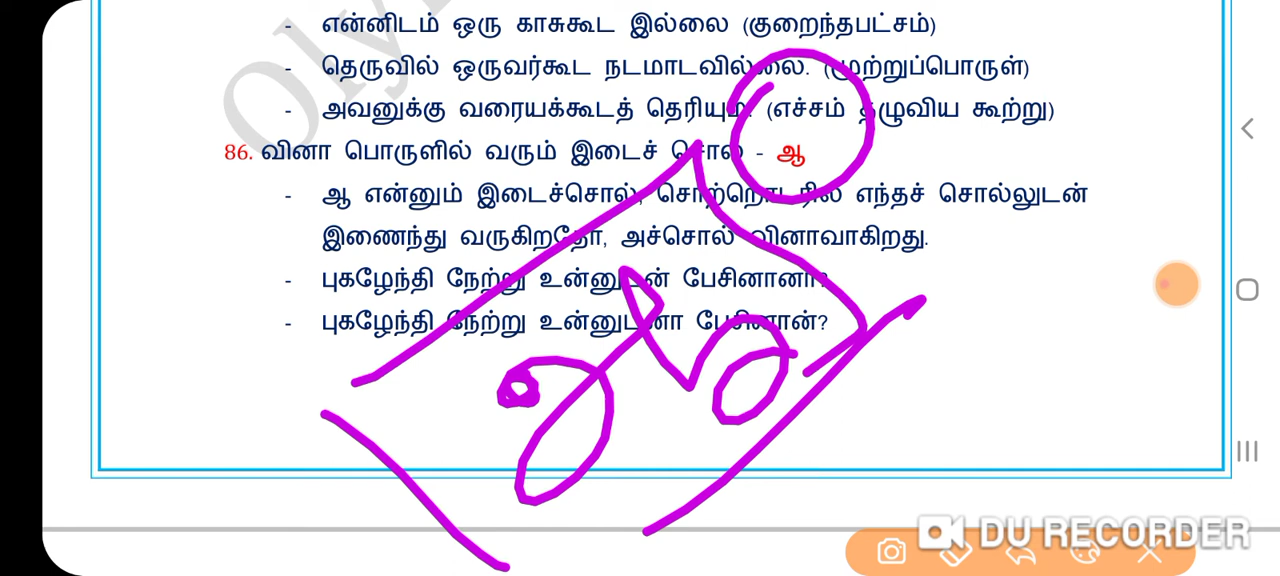 - என்னிடம் ஒரு காசுகூட இல்லை (குறைந்தபட்சம்)
- தெருவில் ஒருவர்கூட நடமாடவில்லை. (முற்றுப்பொருள்)
- அவனுக்கு வரையக்கூடத் தெரியும். (எச்சம் தழுவிய கூற்று)
86. வினா பொருளில் வரும் இடைச் சொல் - ஆ
- ஆ என்னும் இடைச்சொல், சொற்றொடரில் எந்தச் சொல்லுடன்
இணைந்து வருகிறதோ, அச்சொல் வினாவாகிறது.
- புகழேந்தி நேற்று உன்னுடன் பேசினானா?
- புகழேந்தி நேற்று உன்னுடனா பேசினான்?
DU RECORDER